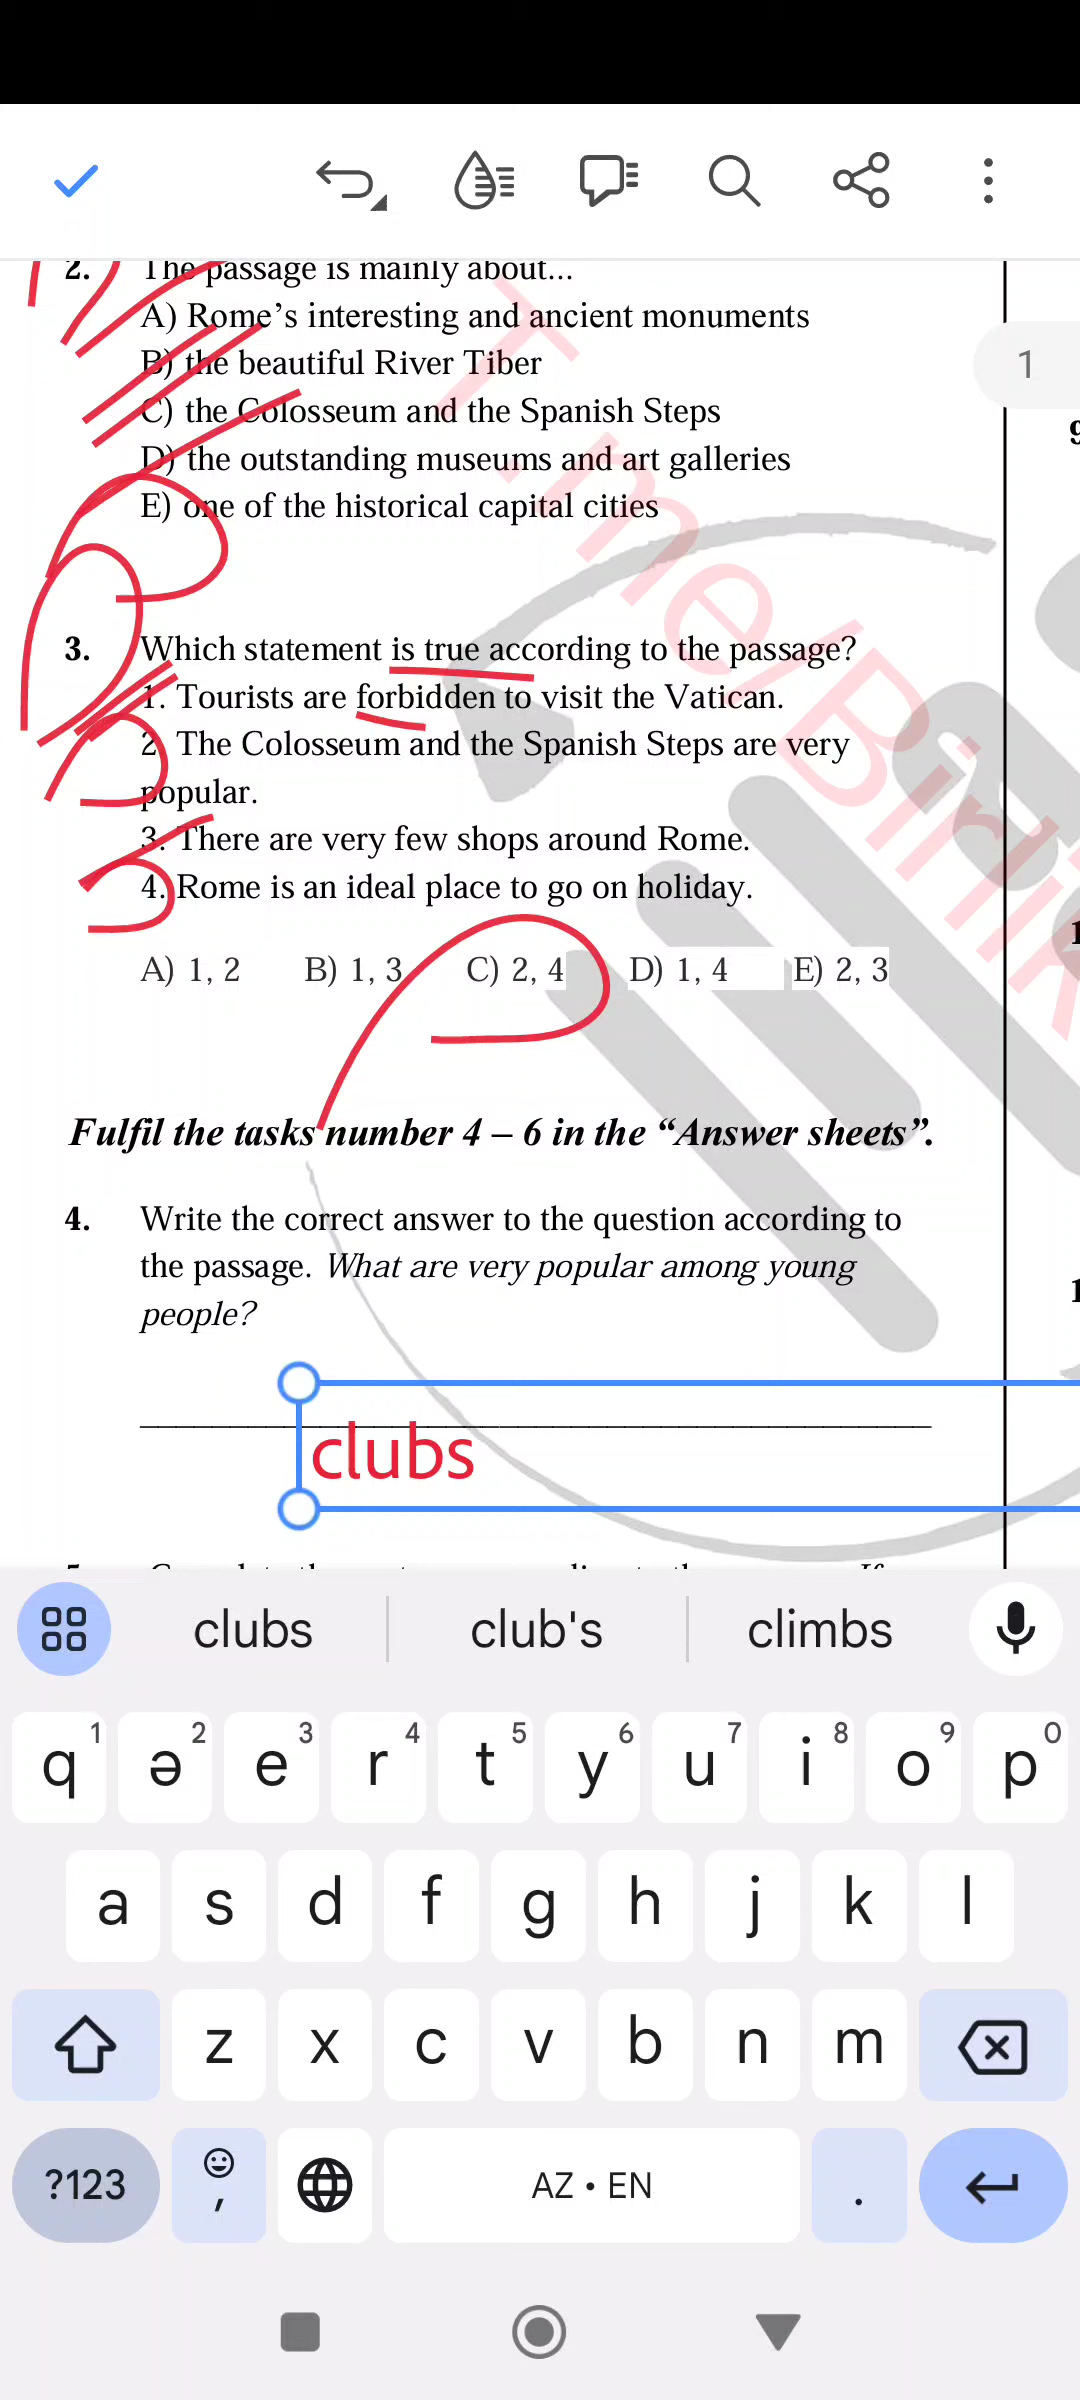 2. The passage is mainly about...
A) Rome's interesting and ancient monuments
B) the beautiful River Tiber
C) the Colosseum and the Spanish Steps
D) the outstanding museums and art galleries
E) one of the historical capital cities
1
9
3. Which statement is true according to the passage?
1. Tourists are forbidden to visit the Vatican.
2. The Colosseum and the Spanish Steps are very
popular.
3. There are very few shops around Rome.
4. Rome is an ideal place to go on holiday.
A) 1, 2 B) 1, 3 C) 2, 4 D) 1, 4 E) 2, 3
T.me/Birlik
Fulfil the tasks number 4 – 6 in the “Answer sheets”.
4. Write the correct answer to the question according to
the passage. What are very popular among young
people?
clubs
clubs club's climbs
q 1 ə 2 e 3 r 4 t 5 y 6 u 7 i 8 o 9 p 0
a s d f g h j k l
z x c v b n m
?123 , AZ • EN .